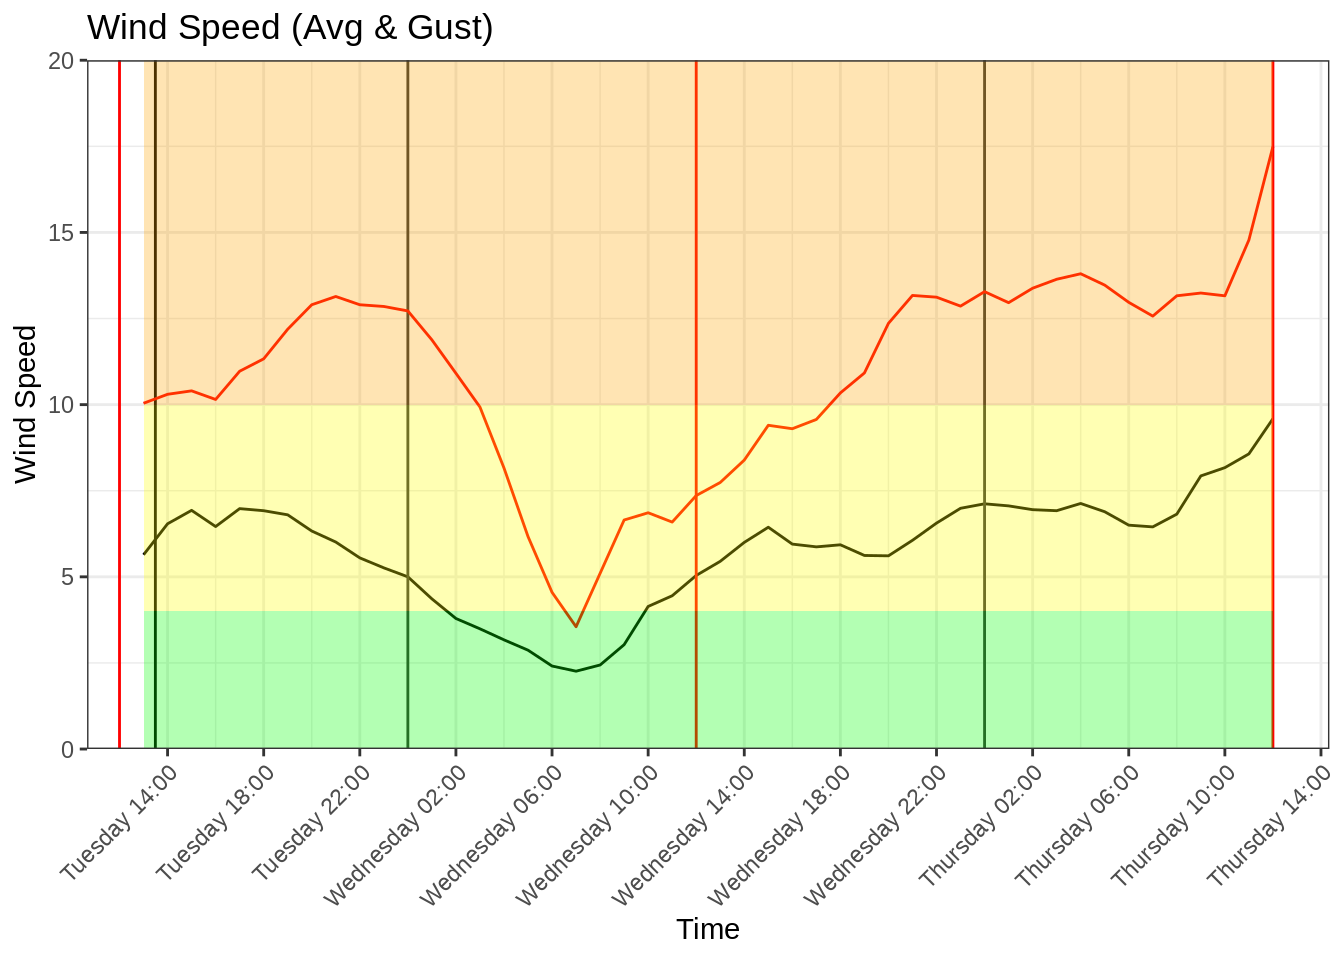 Wind Speed (Avg & Gust)
20
15
10
5
0
Wind Speed
Tuesday 14:00
Tuesday 18:00
Tuesday 22:00
Wednesday 02:00
Wednesday 06:00
Wednesday 10:00
Wednesday 14:00
Wednesday 18:00
Wednesday 22:00
Thursday 02:00
Thursday 06:00
Thursday 10:00
Thursday 14:00
Time